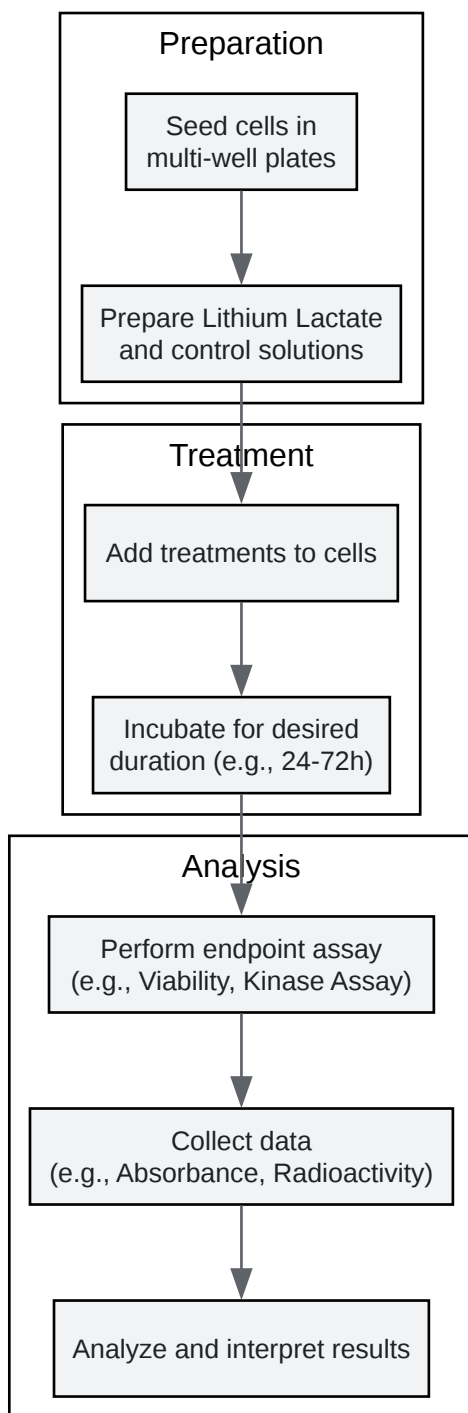 Preparation
Seed cells in
multi-well plates
Prepare Lithium Lactate
and control solutions
Treatment
Add treatments to cells
Incubate for desired
duration (e.g., 24-72h)
Analysis
Perform endpoint assay
(e.g., Viability, Kinase Assay)
Collect data
(e.g., Absorbance, Radioactivity)
Analyze and interpret results